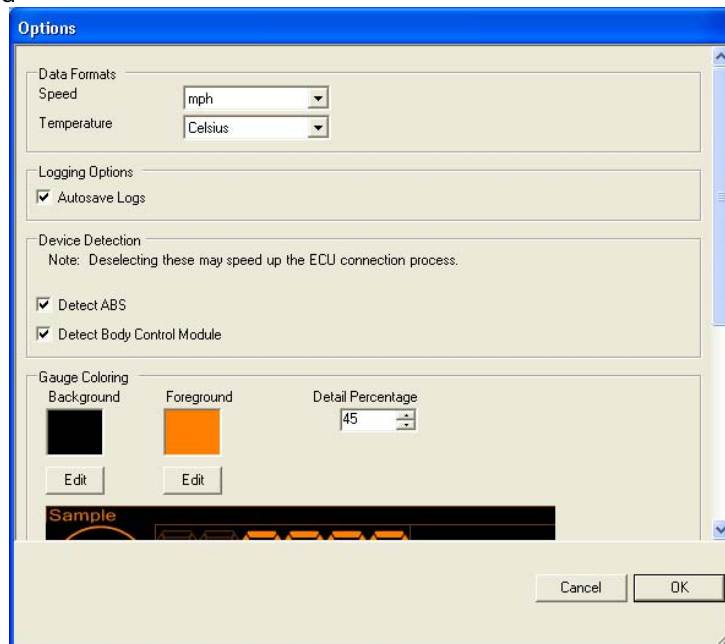 Options
Data Formats
Speed
mph
Temperature
Celsius
Logging Options
Autosave Logs
Device Detection
Note: Deselecting these may speed up the ECU connection process.
Detect ABS
Detect Body Control Module
Gauge Coloring
Background Foreground Detail Percentage
45
Edit Edit
Sample
Cancel OK